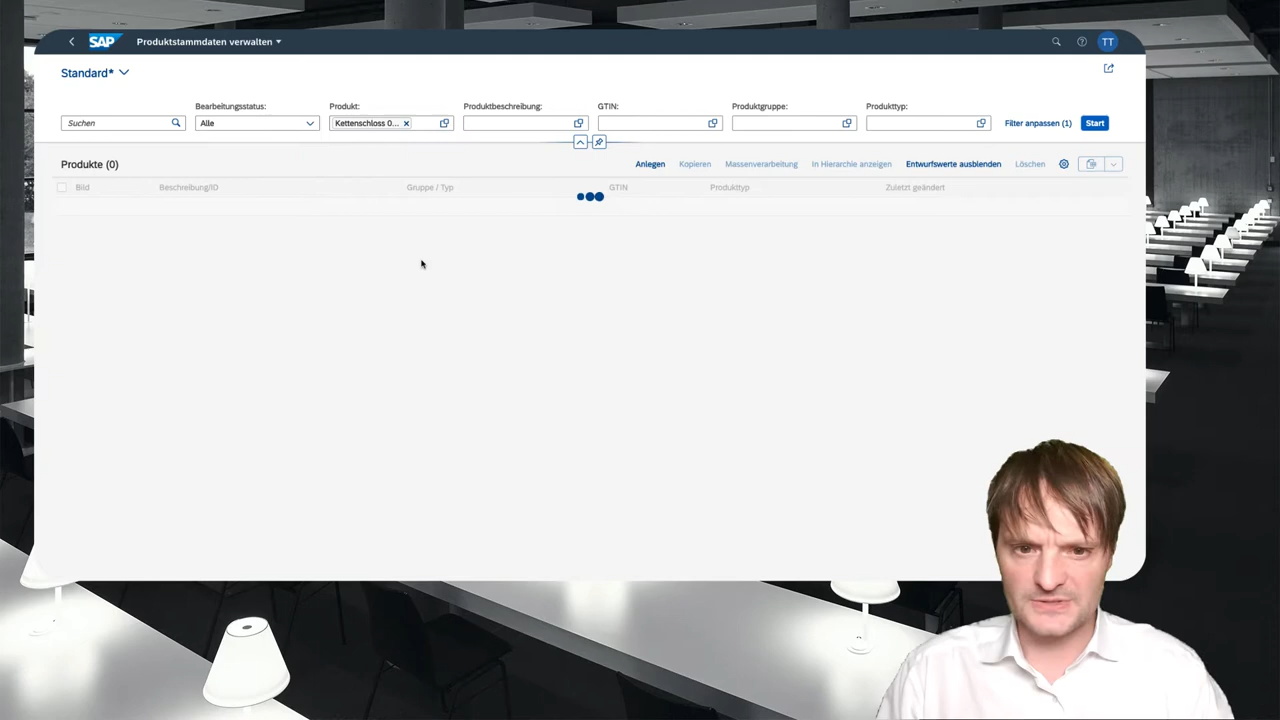 SAP Produktstammdaten verwalten
TT
Standard*
Bearbeitungsstatus: Produkt: Produktbeschreibung: GTIN: Produktgruppe: Produkttyp:
Suchen Alle Kettenschloss 0... Filter anpassen (1) Start
Produkte (0) Anlegen Kopieren Massenverarbeitung In Hierarchie anzeigen Entwurfswerte ausblenden Löschen
Bild Beschreibung/ID Gruppe / Typ GTIN Produkttyp Zuletzt geändert